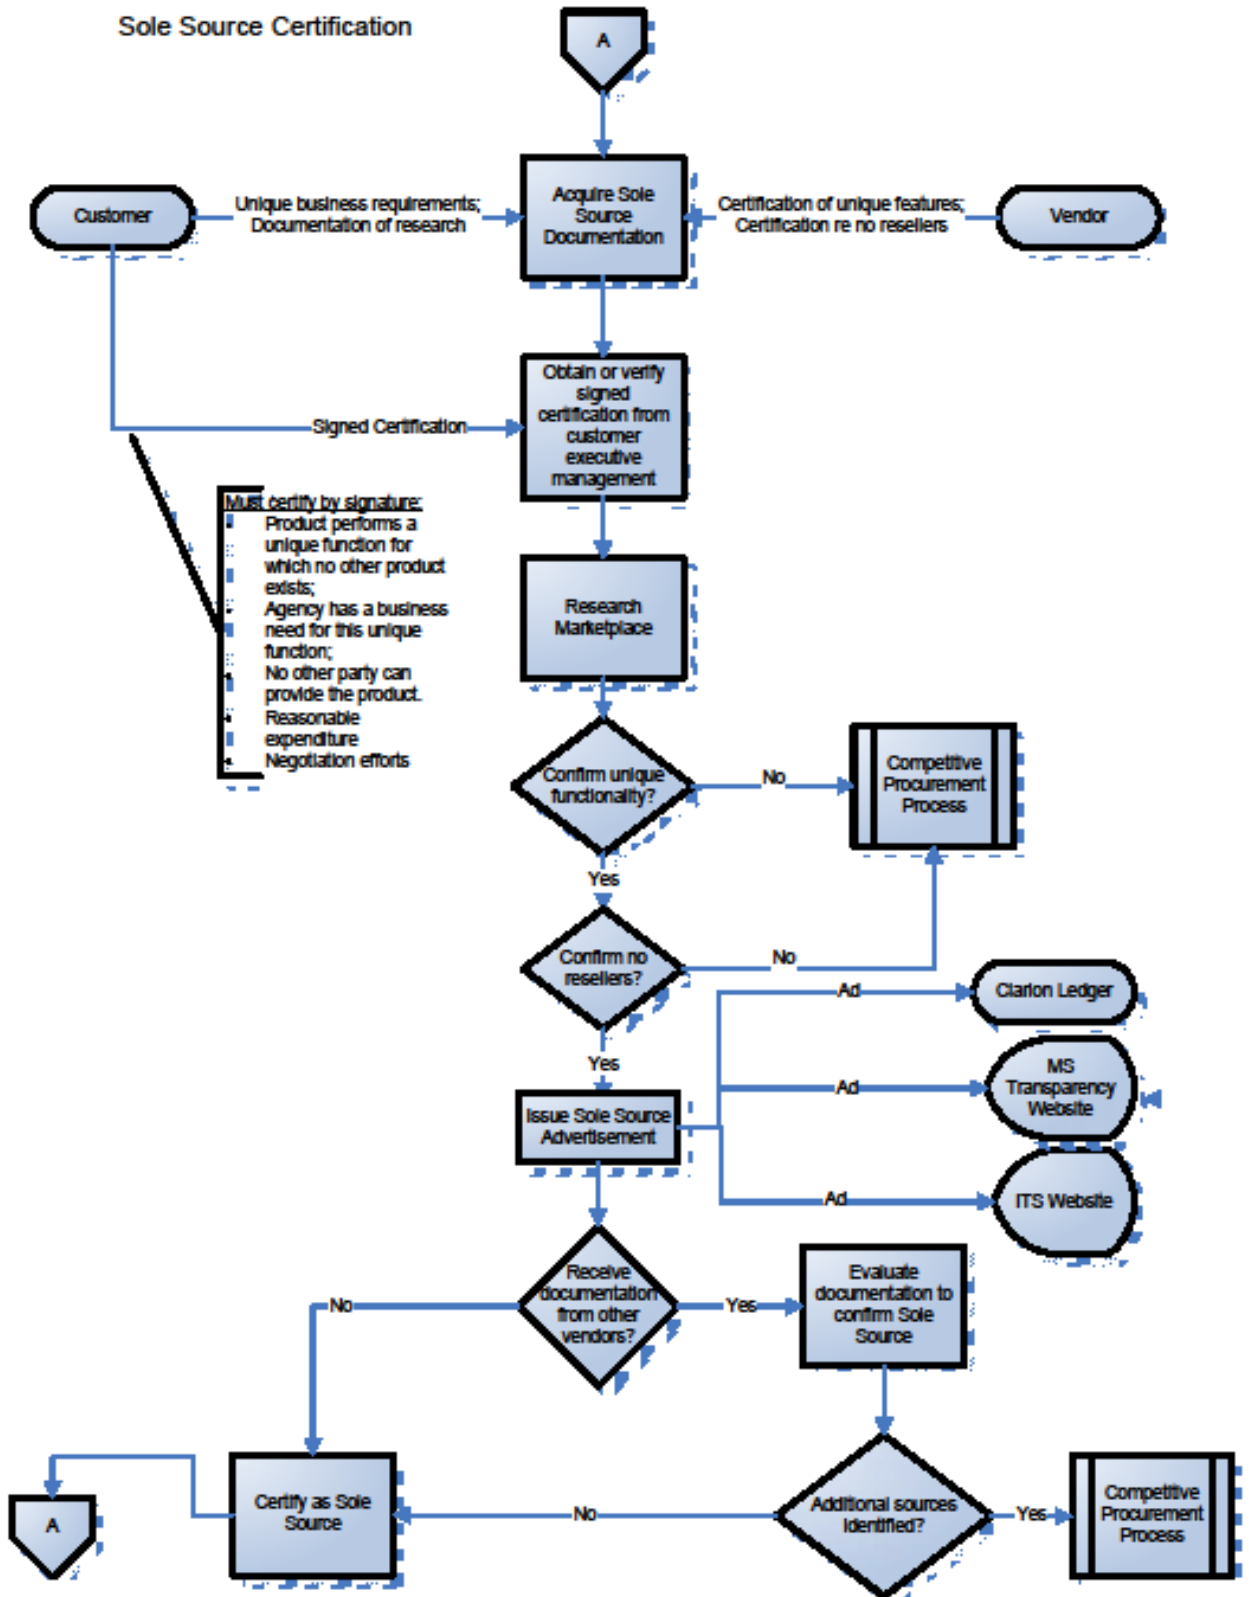 Sole Source Certification
A
Customer
Unique business requirements;
Documentation of research
Acquire Sole
Source
Documentation
Certification of unique features;
Certification re no resellers
Vendor
Obtain or verify
signed
certification from
customer
executive
management
Signed Certification
Must certify by signature:
Product performs a
unique function for
which no other product
exists;
Agency has a business
need for this unique
function;
No other party can
provide the product.
Reasonable
expenditure
Negotiation efforts
Research
Marketplace
Confirm unique
functionality?
No
Competitive
Procurement
Process
Yes
Confirm no
resellers?
No
Yes
Ad
Clarion Ledger
Ad
MS
Transparency
Website
Issue Sole Source
Advertisement
Ad
ITS Website
Receive
documentation
from other
vendors?
No
Yes
Evaluate
documentation to
confirm Sole
Source
A
Certify as Sole
Source
No
Additional sources
identified?
Yes
Competitive
Procurement
Process